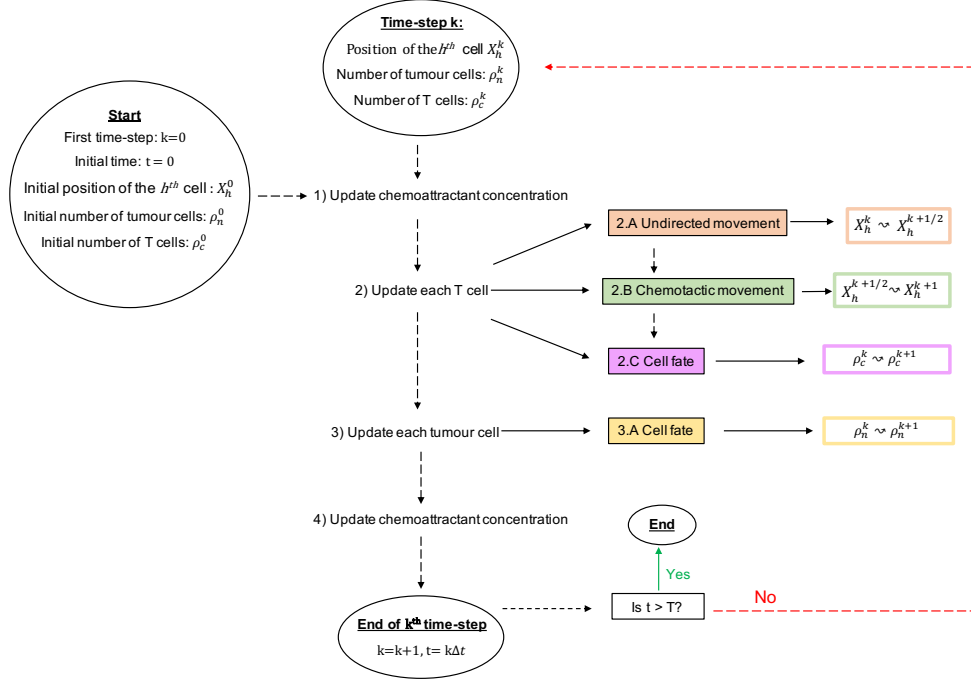 Time-step k:
Position of the hᵗʰ cell X_h^k
Number of tumour cells: ρ_n^k
Number of T cells: ρ_c^k
Start
First time-step: k=0
Initial time: t = 0
Initial position of the hᵗʰ cell : X_h^0
Initial number of tumour cells: ρ_n^0
Initial number of T cells: ρ_c^0
1) Update chemoattractant concentration
2) Update each T cell
2.A Undirected movement
X_h^k ⤳ X_h^{k+1/2}
2.B Chemotactic movement
X_h^{k+1/2} ⤳ X_h^{k+1}
2.C Cell fate
ρ_c^k ⤳ ρ_c^{k+1}
3) Update each tumour cell
3.A Cell fate
ρ_n^k ⤳ ρ_n^{k+1}
4) Update chemoattractant concentration
End
Yes
Is t > T?
No
End of kᵗʰ time-step
k=k+1, t= kΔt